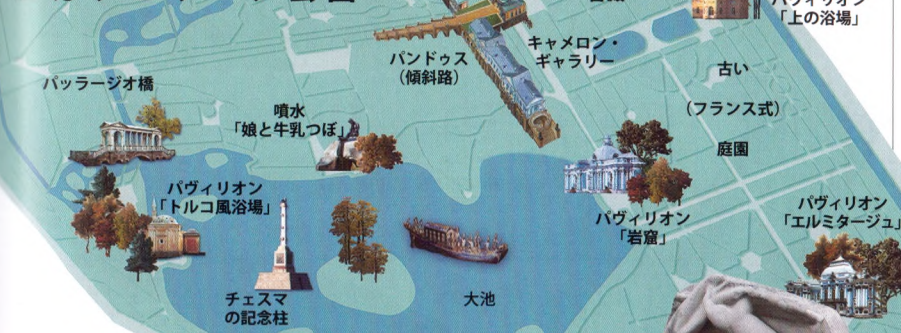 パヴィリオン
「上の浴場」
キャメロン・
ギャラリー
パンドゥス
(傾斜路)
古い
(フランス式)
庭園
パッラージオ橋
噴水
「娘と牛乳つぼ」
パヴィリオン
「トルコ風浴場」
パヴィリオン
「岩窟」
パヴィリオン
「エルミタージュ」
チェスマ
の記念柱
大池